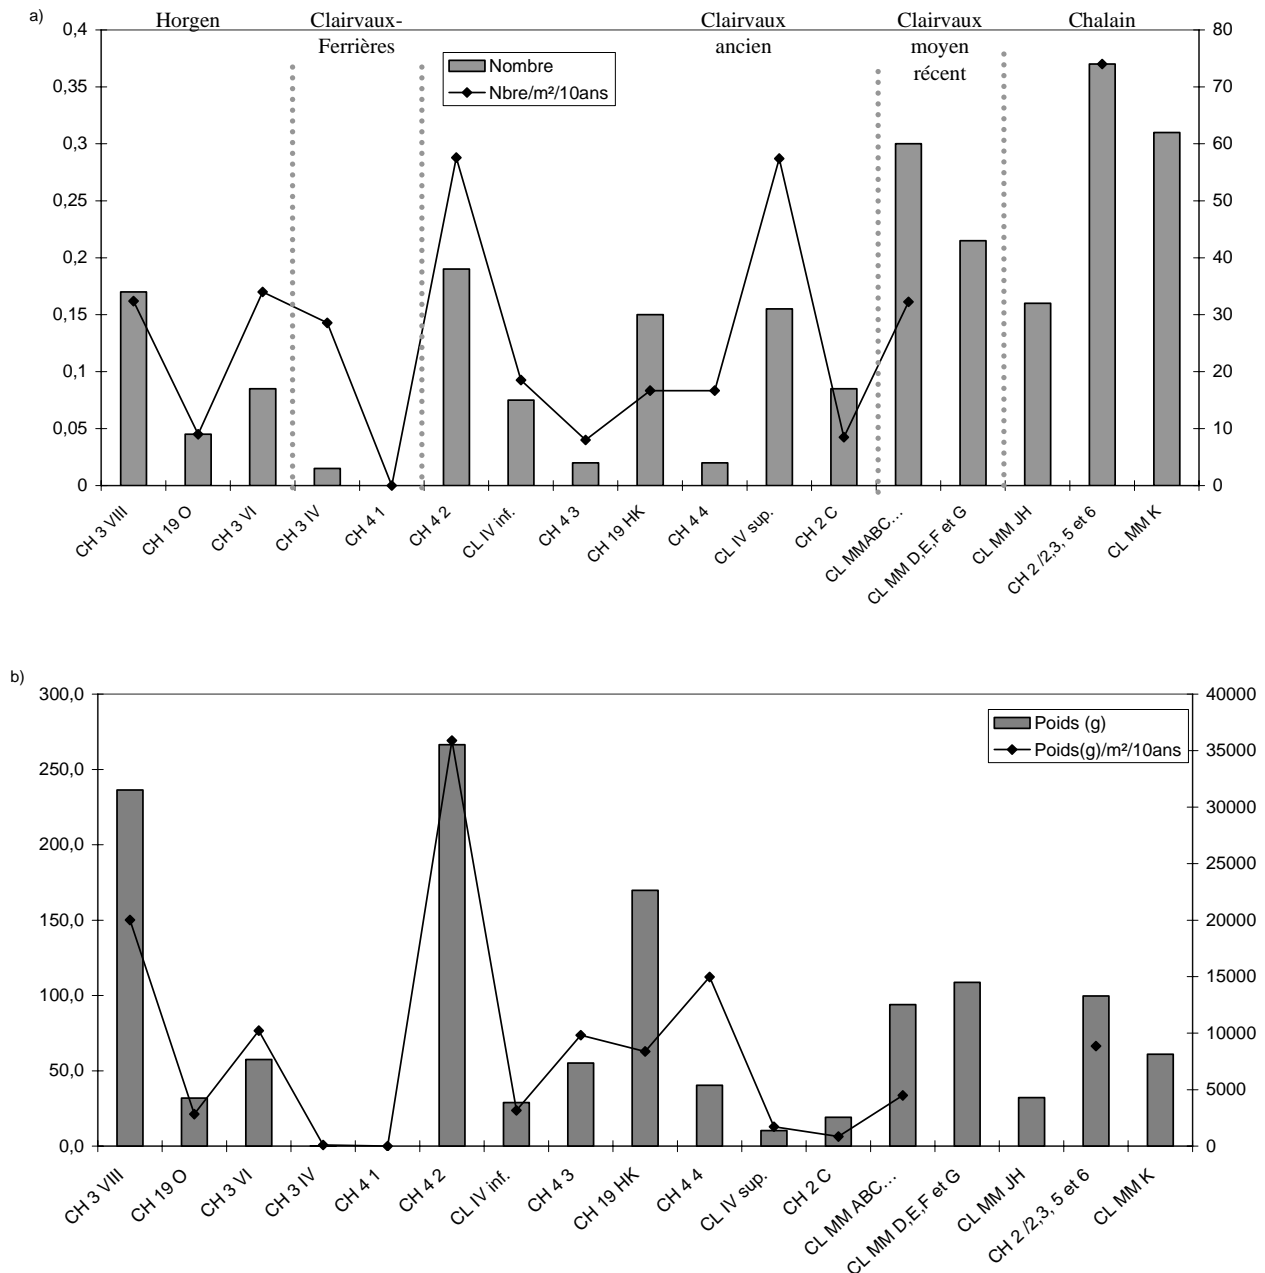 a)
Horgen
Clairvaux-
Ferrières
Clairvaux
ancien
Clairvaux
moyen
récent
Chalain
Nombre
Nbre/m²/10ans
0,4
0,35
0,3
0,25
0,2
0,15
0,1
0,05
0
80
70
60
50
40
30
20
10
0
CH 3 VIII
CH 19 O
CH 3 VI
CH 3 IV
CH 4 1
CH 4 2
CL IV inf.
CH 4 3
CH 19 HK
CH 4 4
CL IV sup.
CH 2 C
CL MMABC...
CL MM D,E,F et G
CL MM JH
CH 2 /2,3, 5 et 6
CL MM K
b)
Poids (g)
Poids(g)/m²/10ans
300,0
250,0
200,0
150,0
100,0
50,0
0,0
40000
35000
30000
25000
20000
15000
10000
5000
0
CH 3 VIII
CH 19 O
CH 3 VI
CH 3 IV
CH 4 1
CH 4 2
CL IV inf.
CH 4 3
CH 19 HK
CH 4 4
CL IV sup.
CH 2 C
CL MM ABC...
CL MM D,E,F et G
CL MM JH
CH 2 /2,3, 5 et 6
CL MM K